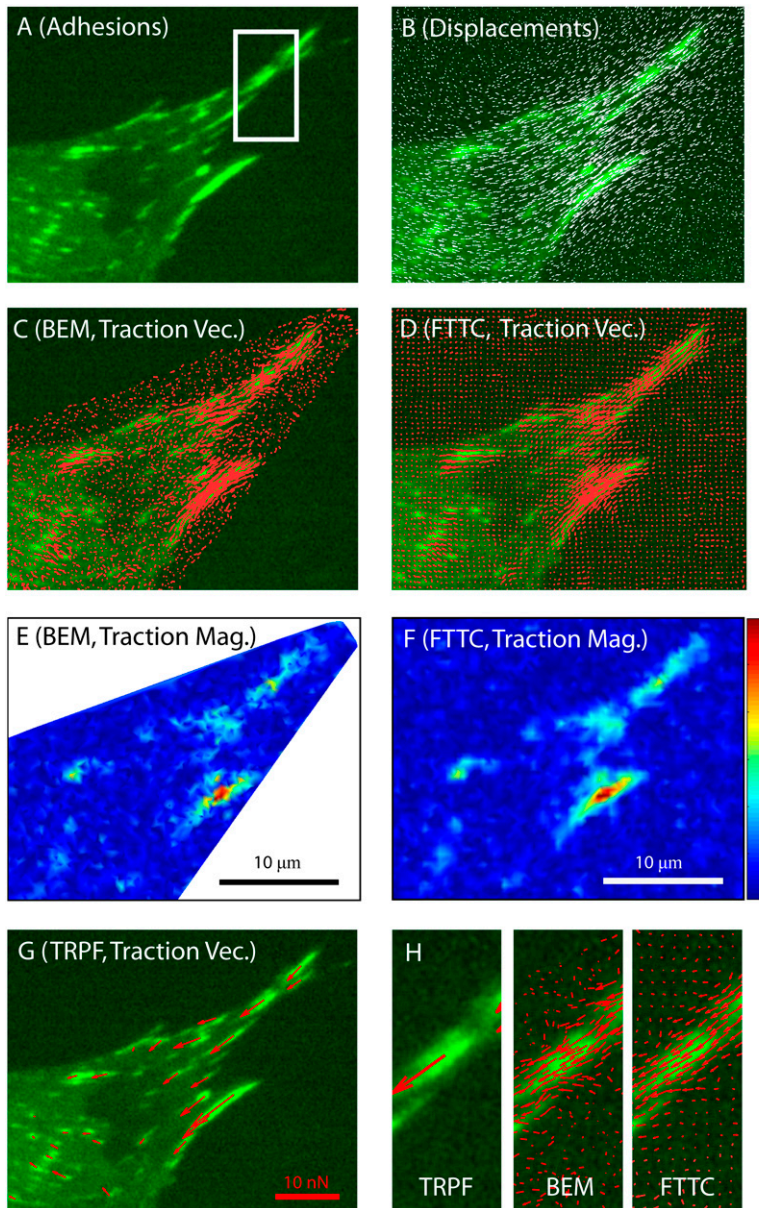 A (Adhesions)
B (Displacements)
C (BEM, Traction Vec.)
D (FTTC, Traction Vec.)
E (BEM, Traction Mag.)
F (FTTC, Traction Mag.)
10 μm
10 μm
G (TRPF, Traction Vec.)
H
10 nN
TRPF
BEM
FTTC